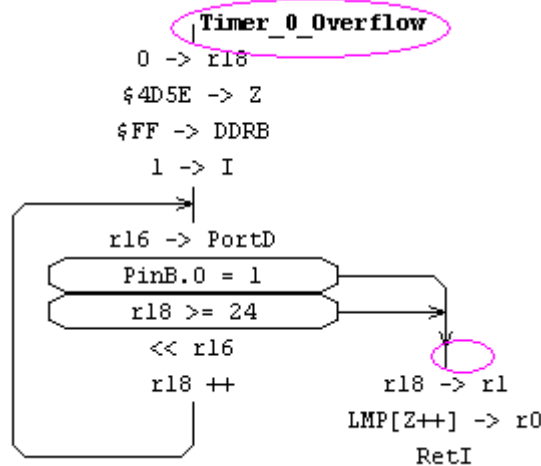 Timer_0_Overflow
0 -> r18
$4D5E -> Z
$FF -> DDRB
1 -> I
r16 -> PortD
PinB.0 = 1
r18 >= 24
<< r16
r18 ++
r18 -> r1
LMP[Z++] -> r0
RetI